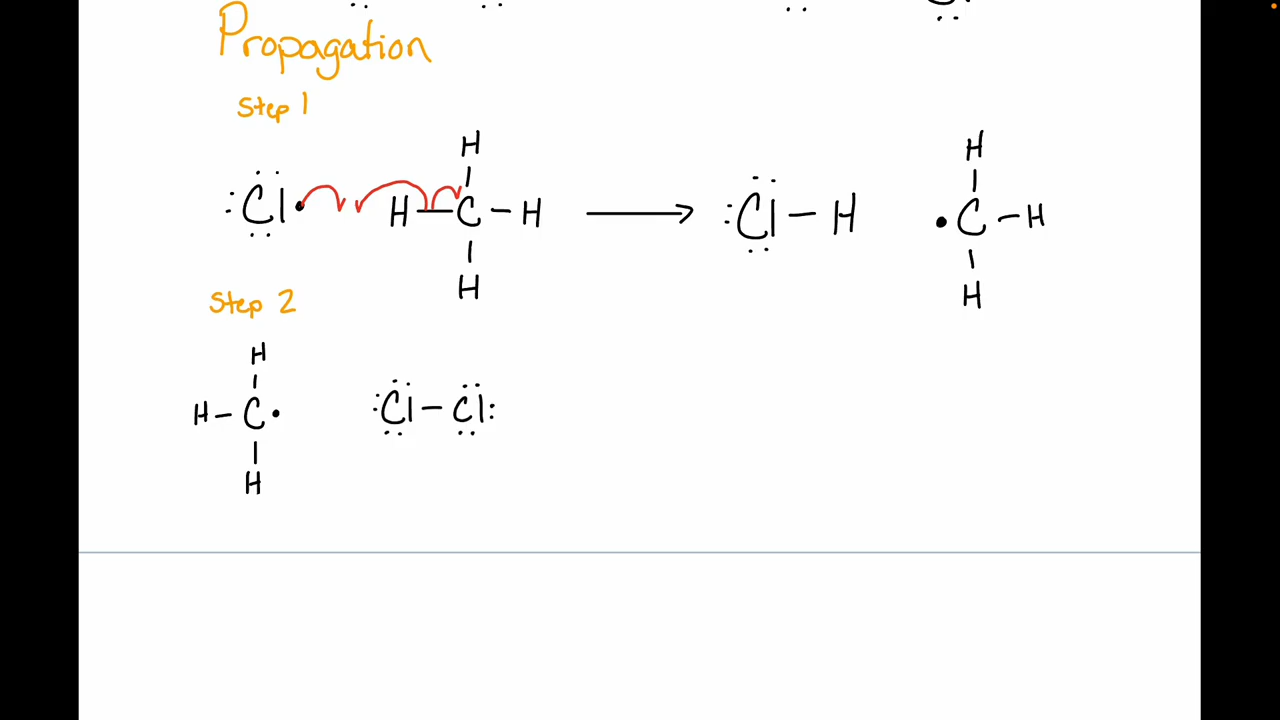 Propagation
Step 1
H H
:Cl• H—C—H → :Cl—H •C—H
H H
Step 2
H
H—C• :Cl—Cl:
H